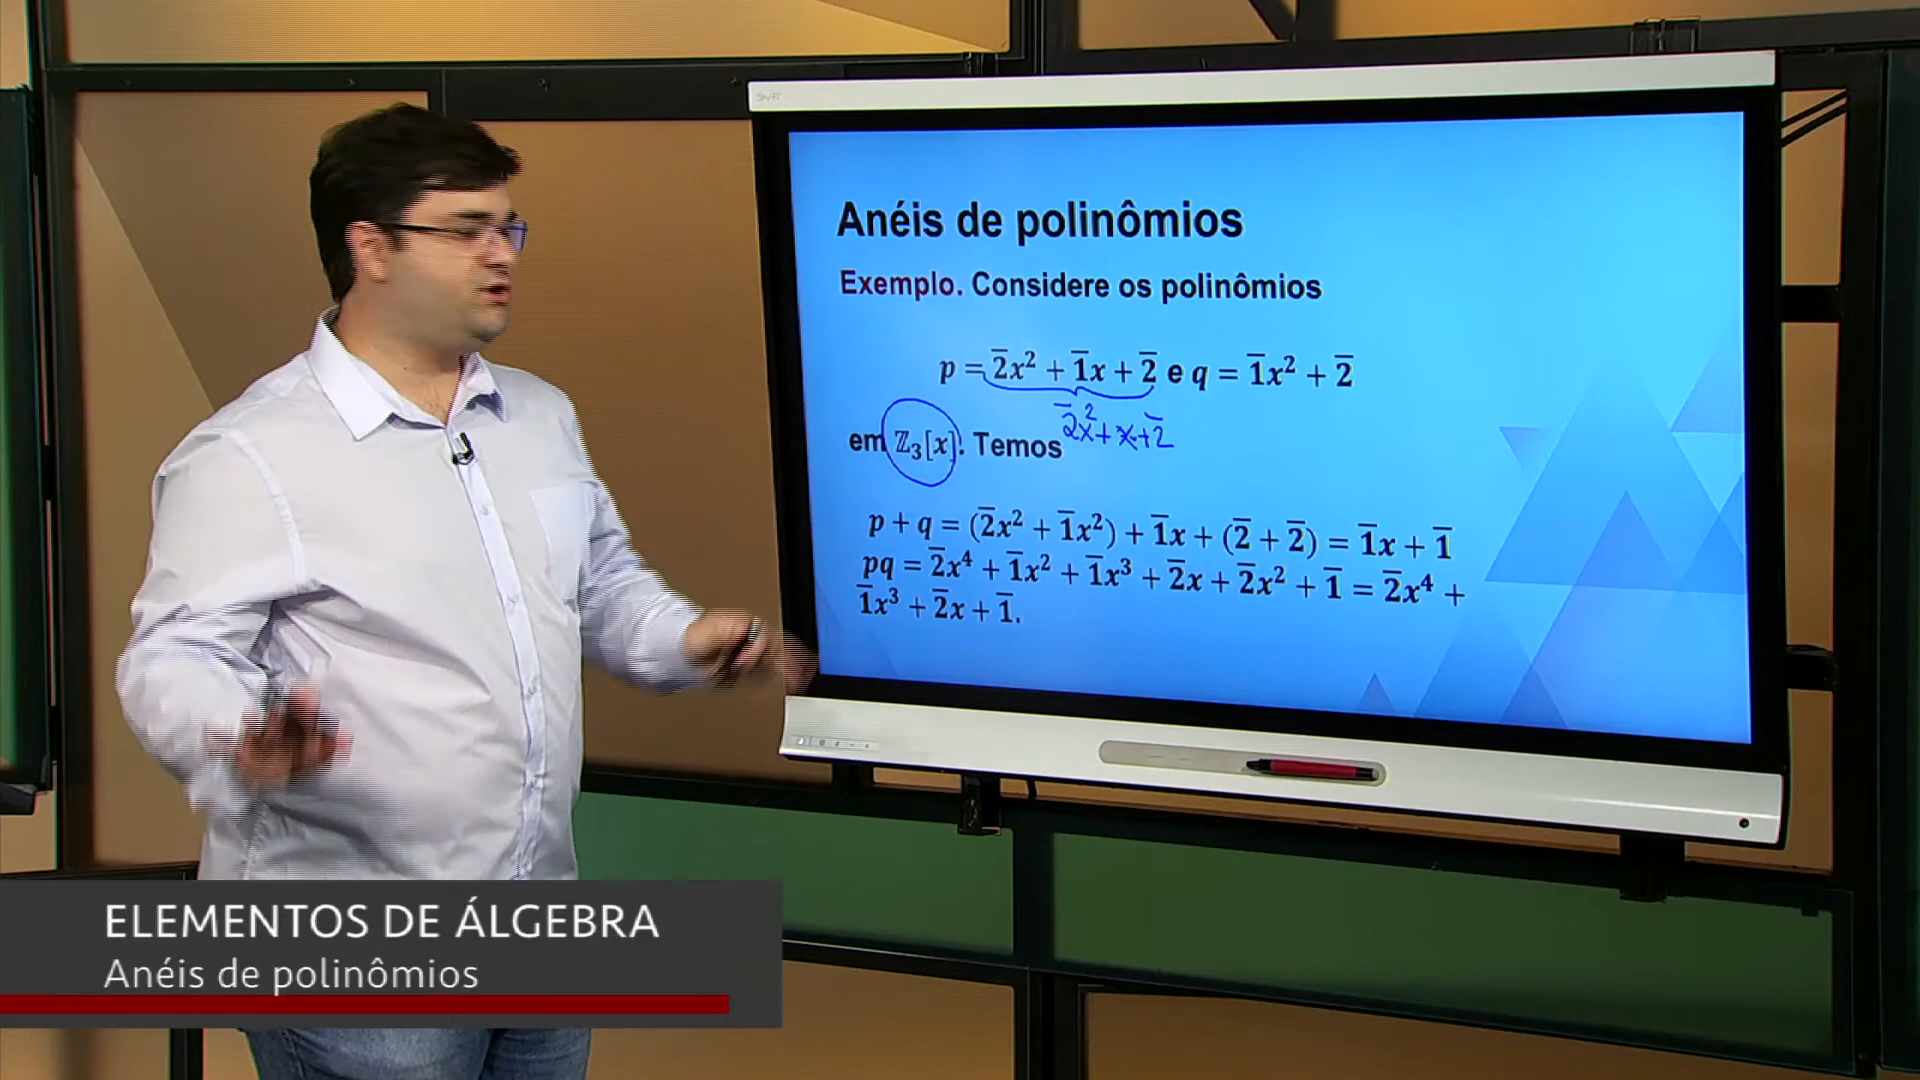 SMART
Anéis de polinômios
Exemplo. Considere os polinômios
p = 2̅x² + 1̅x + 2̅ e q = 1̅x² + 2̅
2̅x² + x + 2̅
em ℤ₃[x]. Temos
p + q = (2̅x² + 1̅x²) + 1̅x + (2̅ + 2̅) = 1̅x + 1̅
pq = 2̅x⁴ + 1̅x² + 1̅x³ + 2̅x + 2̅x² + 1̅ = 2̅x⁴ +
1̅x³ + 2̅x + 1̅.
ELEMENTOS DE ÁLGEBRA
Anéis de polinômios